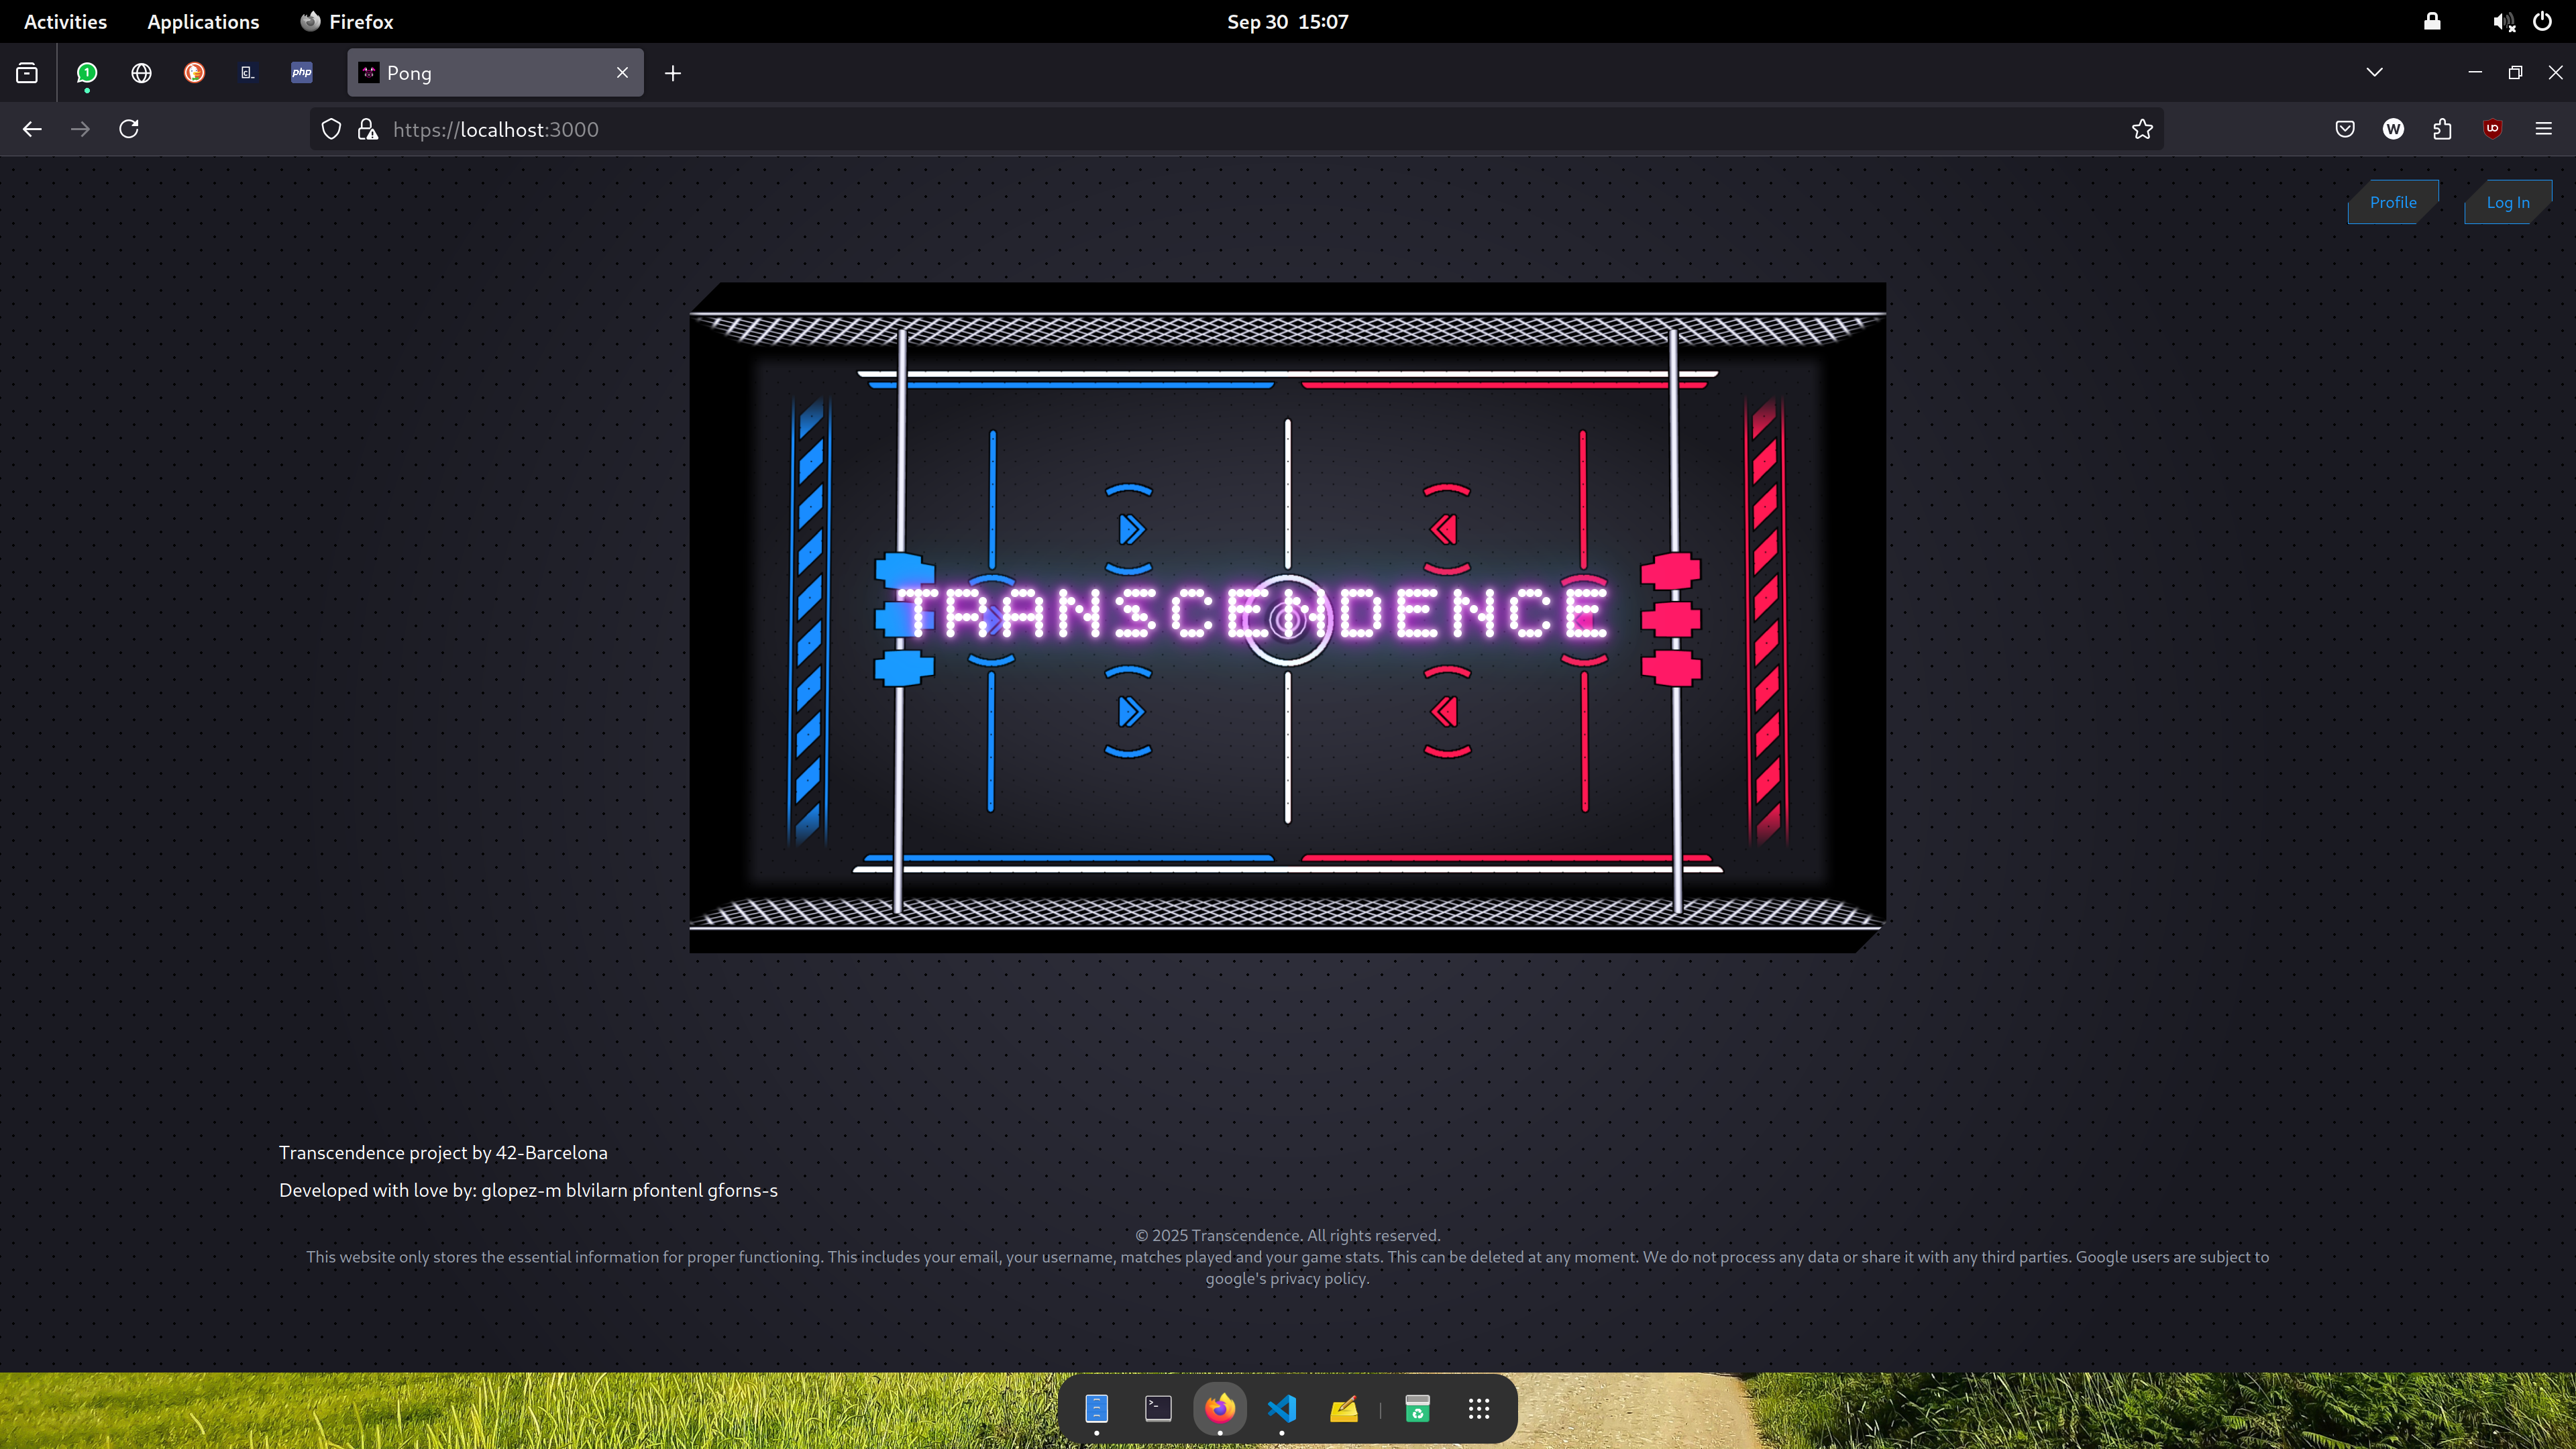 Activities Applications Firefox Sep 30 15:07
1 php Pong
https://localhost:3000 W
Profile Log In
TRANSCENDENCE
Transcendence project by 42-Barcelona
Developed with love by: glopez-m blvilarn pfontenl gforns-s
© 2025 Transcendence. All rights reserved.
This website only stores the essential information for proper functioning. This includes your email, your username, matches played and your game stats. This can be deleted at any moment. We do not process any data or share it with any third parties. Google users are subject to
google's privacy policy.